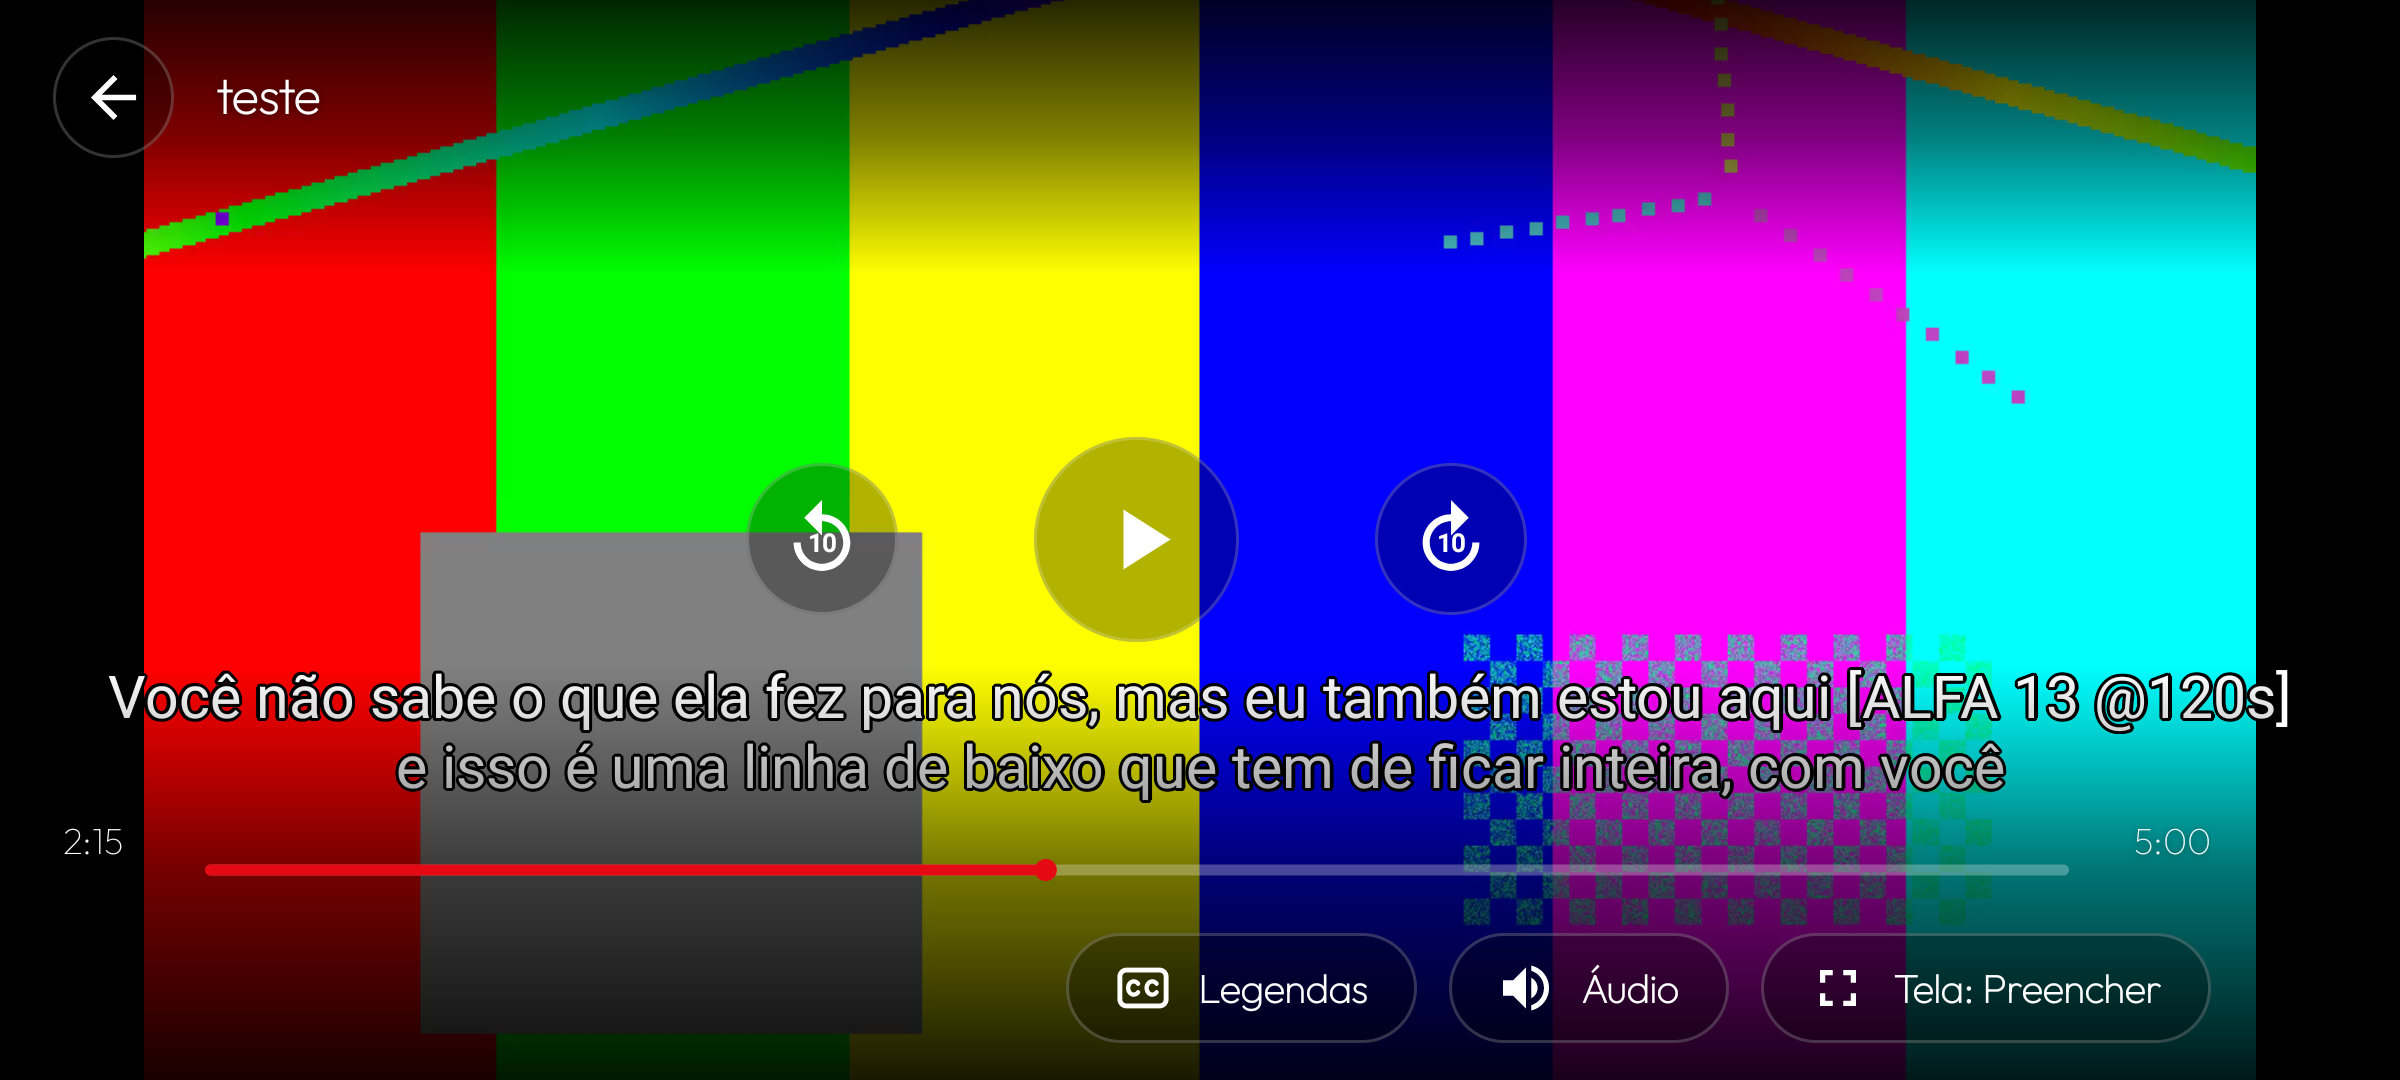 teste
10
10
Você não sabe o que ela fez para nós, mas eu também estou aqui [ALFA 13 @120s]
e isso é uma linha de baixo que tem de ficar inteira, com você
2:15
5:00
CC Legendas
Áudio
Tela: Preencher